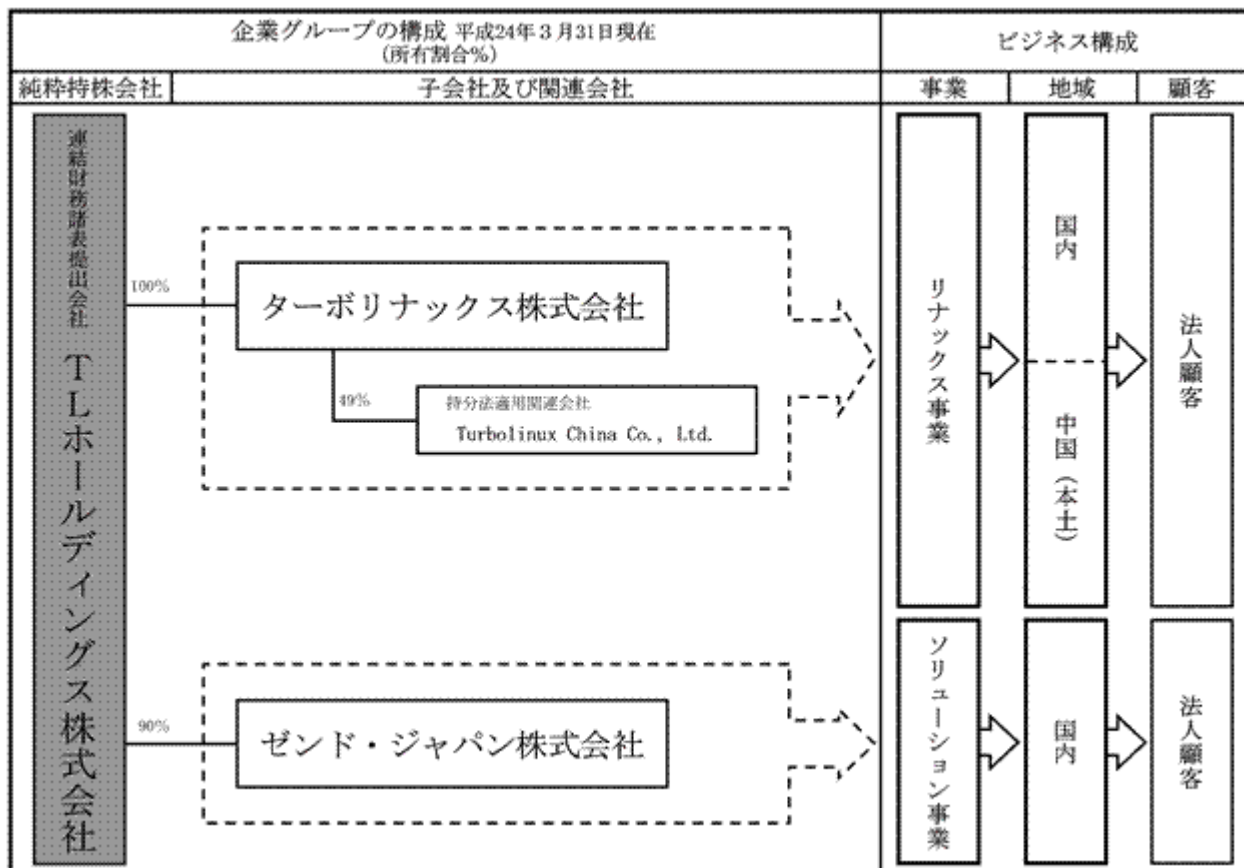 企業グループの構成 平成24年3月31日現在
(所有割合%)
ビジネス構成
純粋持株会社
子会社及び関連会社
事業
地域
顧客
連結財務諸表提出会社 TLホールディングス株式会社
100%
ターボリナックス株式会社
49%
持分法適用関連会社
Turbolinux China Co., Ltd.
リナックス事業
国内
中国(本土)
法人顧客
90%
ゼンド・ジャパン株式会社
ソリューション事業
国内
法人顧客